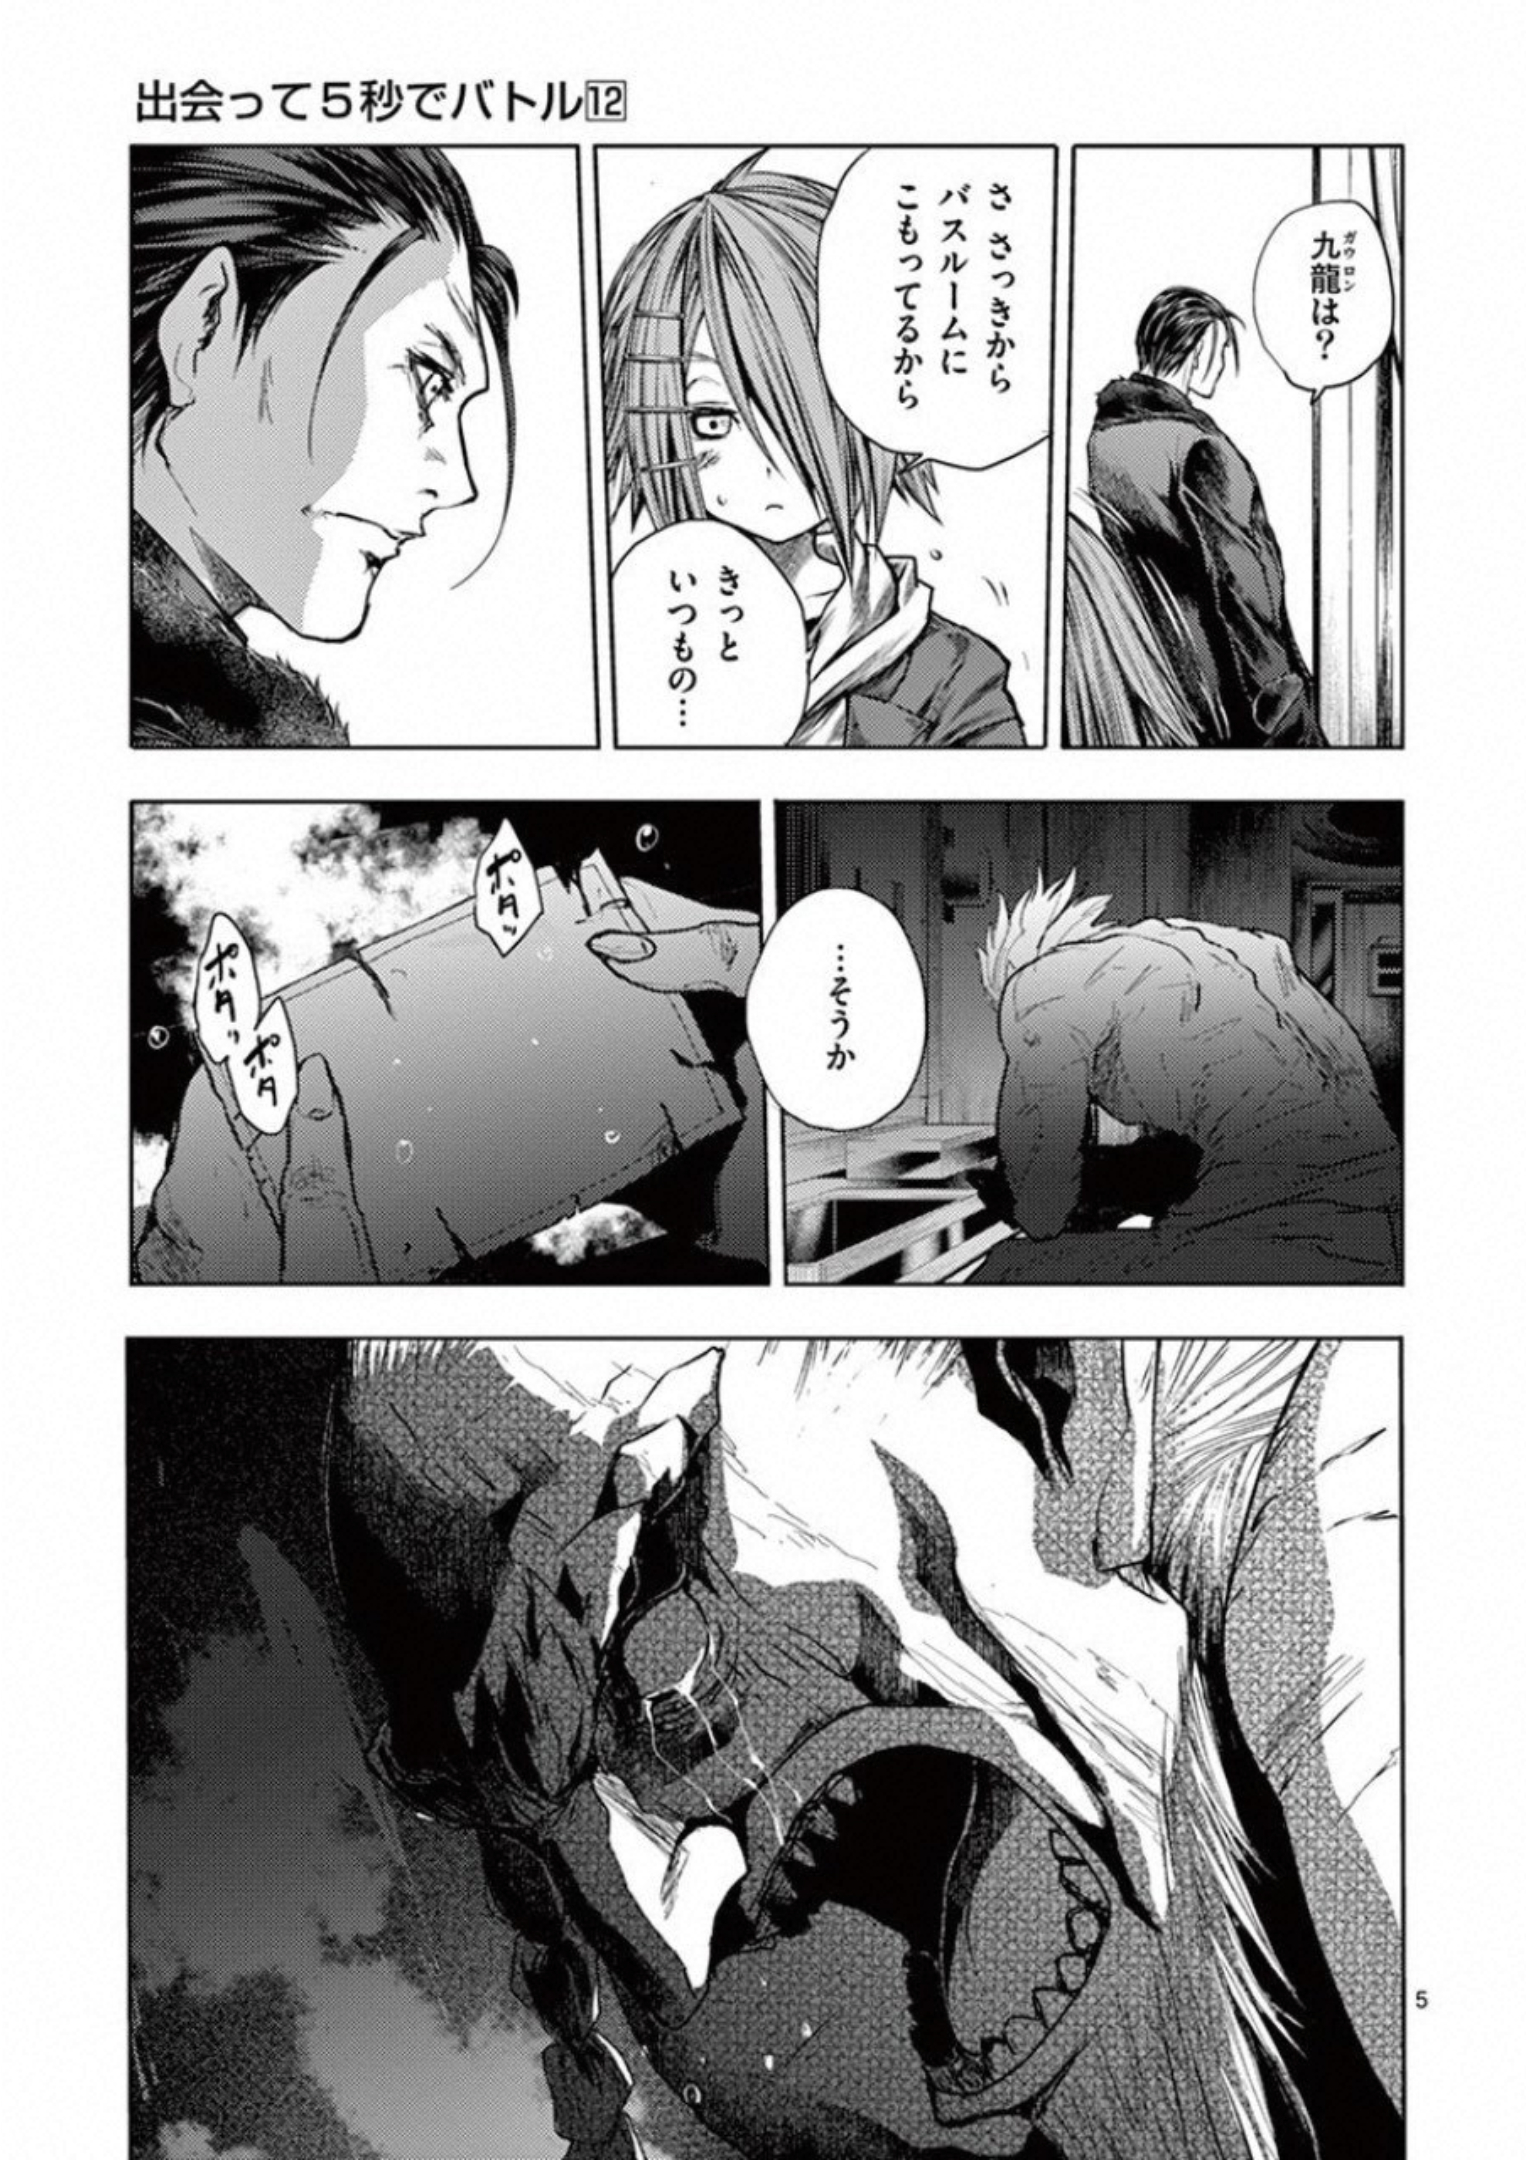 出会って5秒でバトル12
九龍は?
ガウロン
さ さっきから
バスルームに
こもってるから
きっと
いつもの…
…そうか
ポタッ
ポタッ
ポタ
5